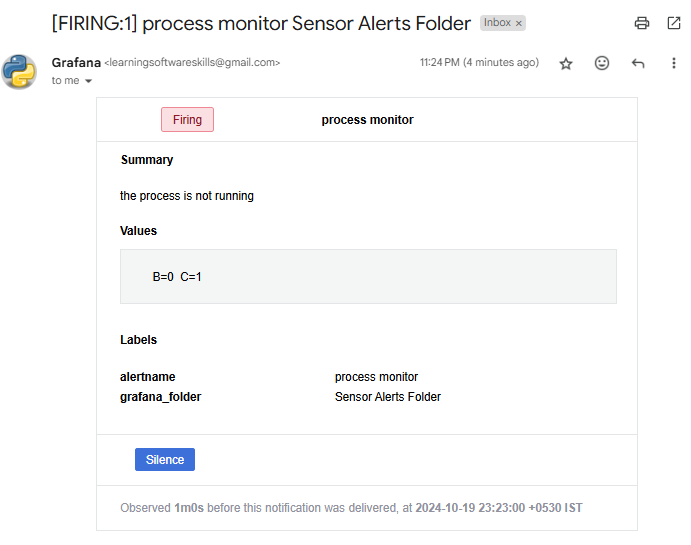 [FIRING:1] process monitor Sensor Alerts Folder Inbox ×
Grafana <learningsoftwareskills@gmail.com> 11:24 PM (4 minutes ago)
to me
Firing process monitor
Summary
the process is not running
Values
B=0 C=1
Labels
alertname process monitor
grafana_folder Sensor Alerts Folder
Silence
Observed 1m0s before this notification was delivered, at 2024-10-19 23:23:00 +0530 IST